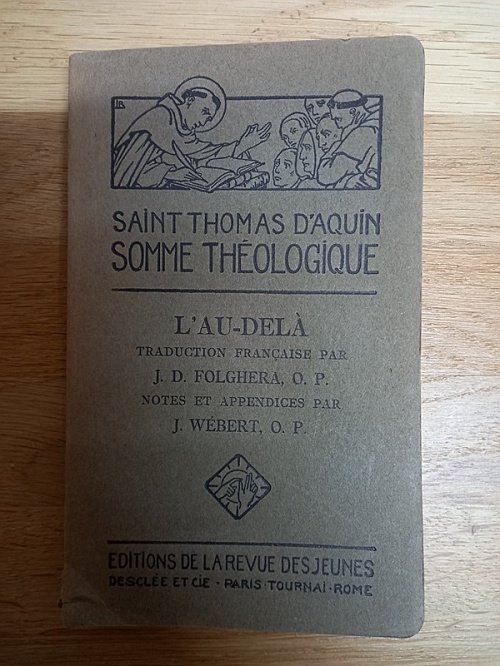 SAINT THOMAS D'AQUIN
SOMME THÉOLOGIQUE
L'AU-DELÀ
TRADUCTION FRANÇAISE PAR
J. D. FOLGHERA, O. P.
NOTES ET APPENDICES PAR
J. WÉBERT, O. P.
EDITIONS DE LA REVUE DES JEUNES
DESCLÉE ET CIE · PARIS · TOURNAI · ROME